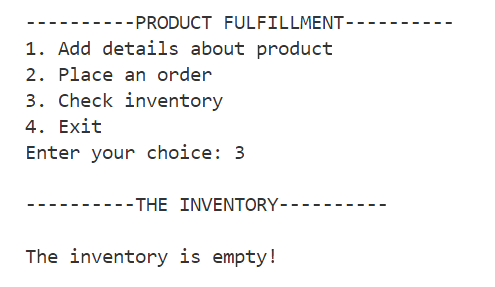 ----------PRODUCT FULFILLMENT----------
1. Add details about product
2. Place an order
3. Check inventory
4. Exit
Enter your choice: 3
----------THE INVENTORY----------
The inventory is empty!